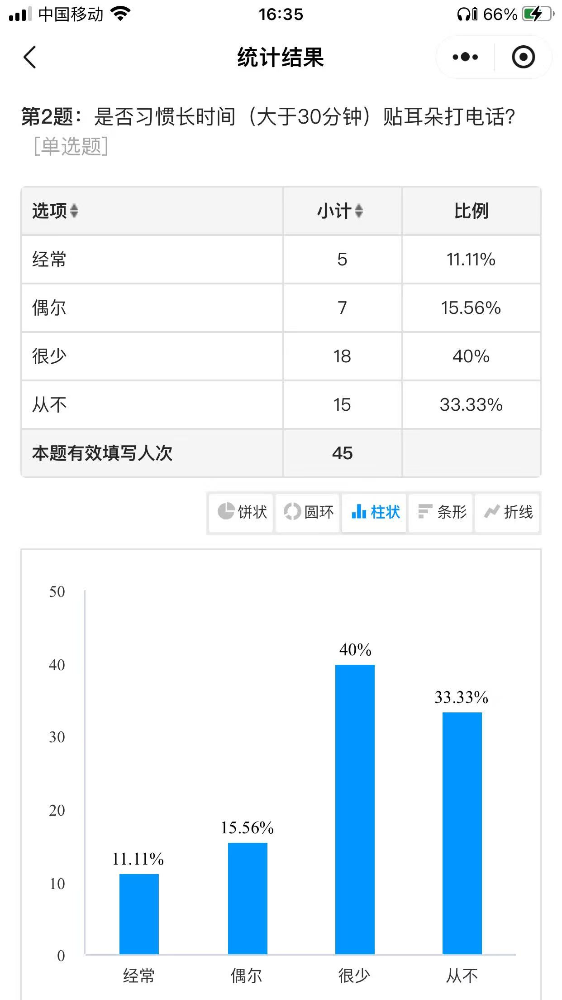 中国移动 16:35 66%
统计结果
第2题：是否习惯长时间（大于30分钟）贴耳朵打电话?
[单选题]
选项 小计 比例
经常 5 11.11%
偶尔 7 15.56%
很少 18 40%
从不 15 33.33%
本题有效填写人次 45
饼状 圆环 柱状 条形 折线
50
40%
40
33.33%
30
20
15.56%
11.11%
10
0
经常 偶尔 很少 从不